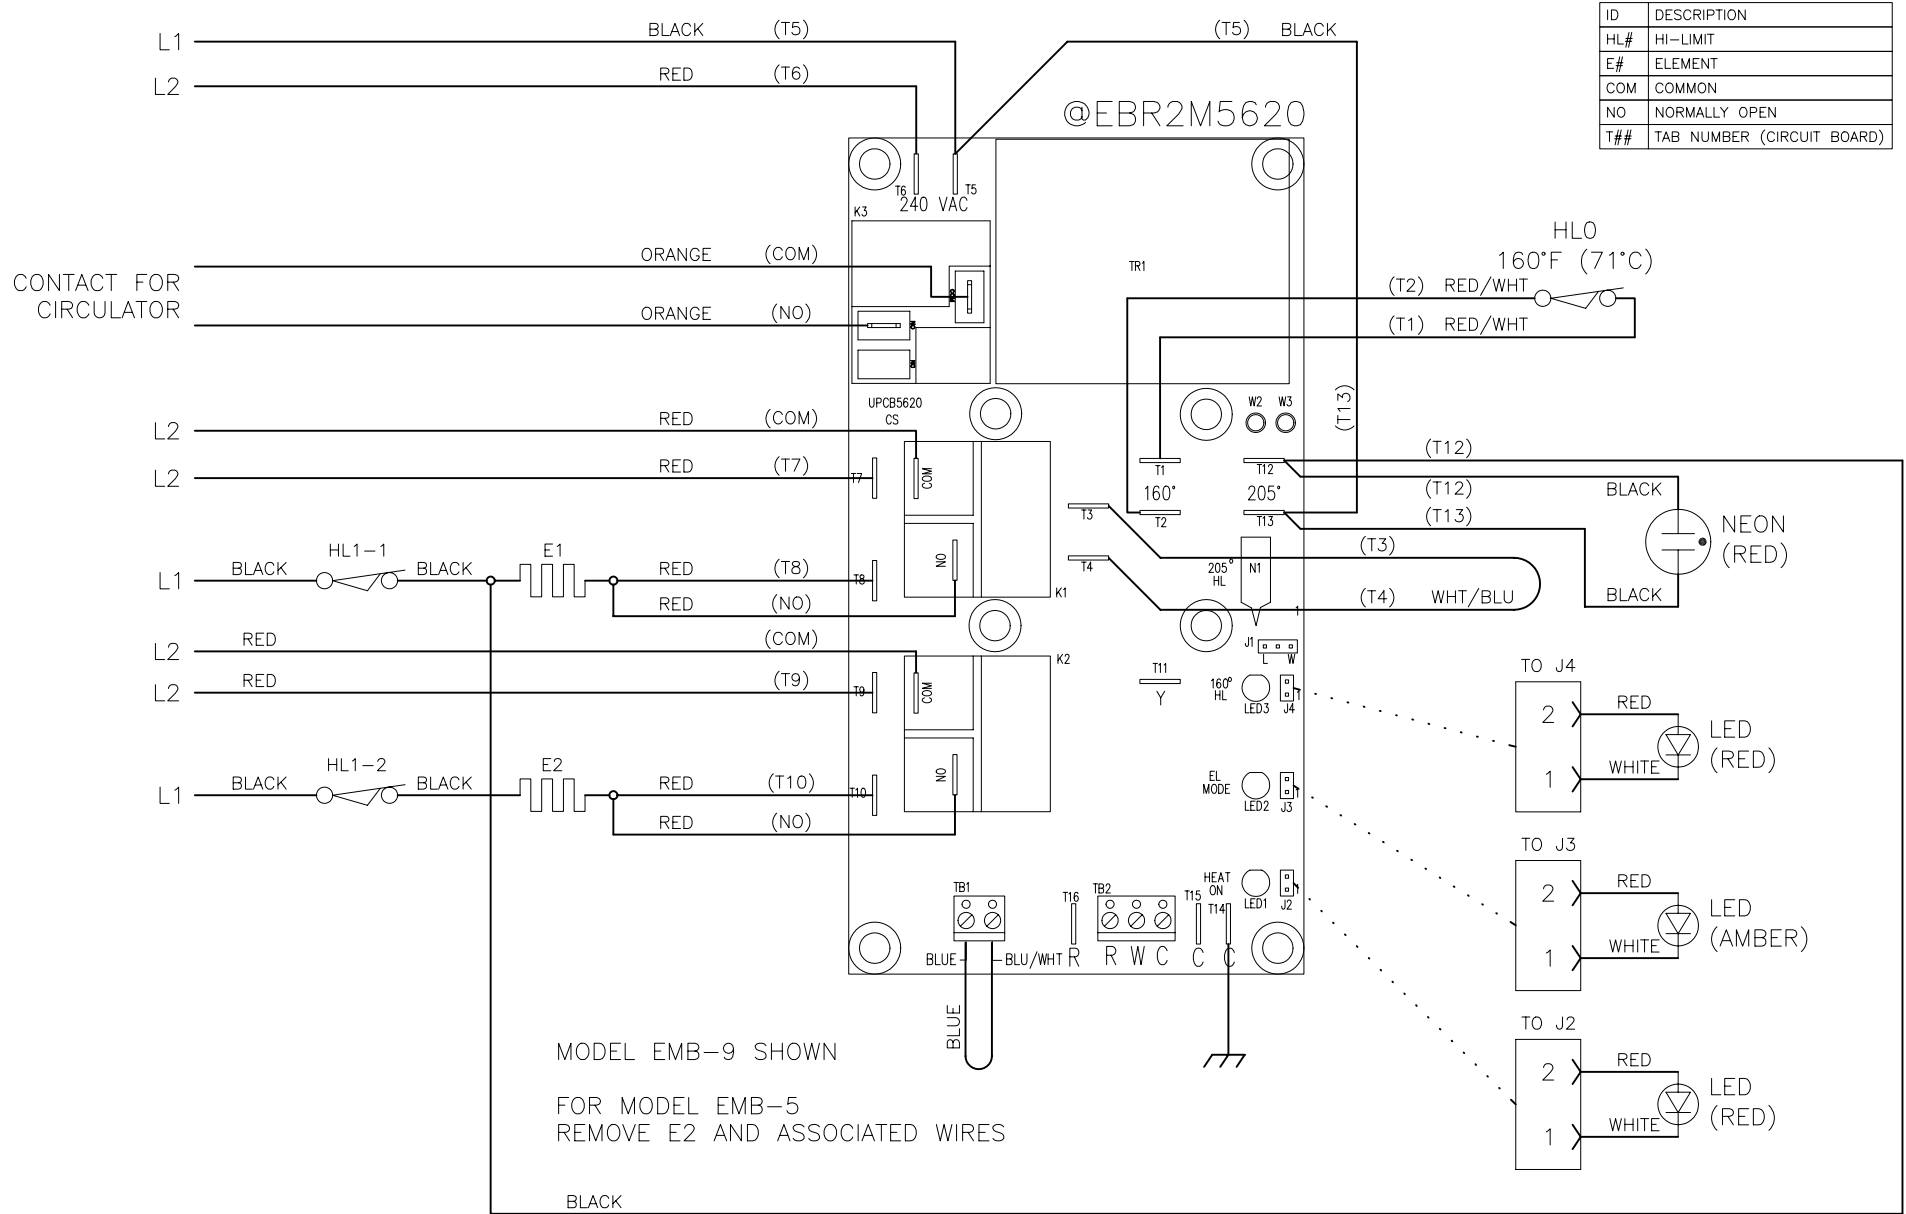 ID DESCRIPTION
HL# HI-LIMIT
E# ELEMENT
COM COMMON
NO NORMALLY OPEN
T## TAB NUMBER (CIRCUIT BOARD)
L1 BLACK (T5)
(T5) BLACK
L2 RED (T6)
@EBR2M5620
T6 T5
240 VAC
K3
TR1
CONTACT FOR
CIRCULATOR
ORANGE (COM)
ORANGE (NO)
HL0
160°F (71°C)
(T2) RED/WHT
(T1) RED/WHT
(T13)
UPCB5620
CS
W2 W3
L2 RED (COM)
L2 RED (T7)
T7 COM
T1 T12
160° 205°
T2 T13
T3
T4
(T12)
(T12) BLACK
(T13)
NEON
(RED)
(T3)
(T4) WHT/BLU
BLACK
HL1-1 E1
L1 BLACK BLACK RED (T8)
RED (NO)
T8 NO
K1
205°
HL
N1
1
J1
L W
L2 RED (COM)
L2 RED (T9)
K2
T9 COM
T11
Y
160°
HL
LED3 J4
1
HL1-2 E2
L1 BLACK BLACK RED (T10)
RED (NO)
T10 NO
EL
MODE
LED2 J3
1
HEAT
ON
LED1 J2
1
TB1 T16 TB2 T15 T14
BLUE BLU/WHT R R W C C C
BLUE
TO J4
2 RED
1 WHITE
LED
(RED)
TO J3
2 RED
1 WHITE
LED
(AMBER)
TO J2
2 RED
1 WHITE
LED
(RED)
MODEL EMB-9 SHOWN
FOR MODEL EMB-5
REMOVE E2 AND ASSOCIATED WIRES
BLACK